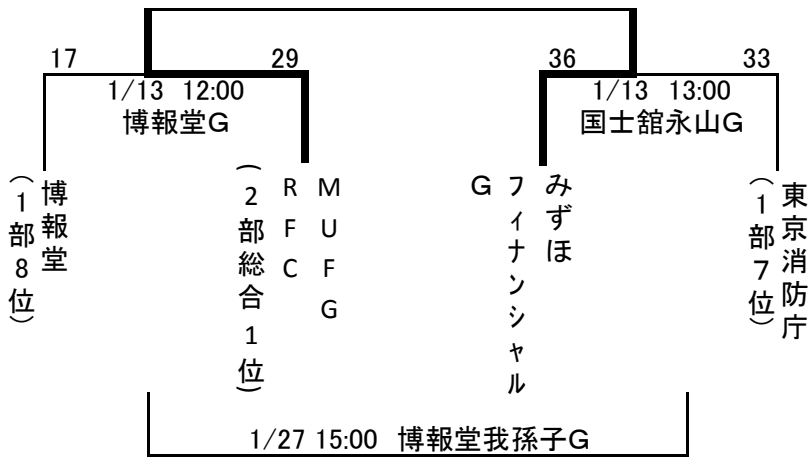 17
29
36
33
1/13 12:00
博報堂G
1/13 13:00
国士舘永山G
博報堂
（1部8位）
MUFG
RFC
（2部総合1位）
みずほ
フィナンシャル
G
東京消防庁
（1部7位）
1/27 15:00 博報堂我孫子G